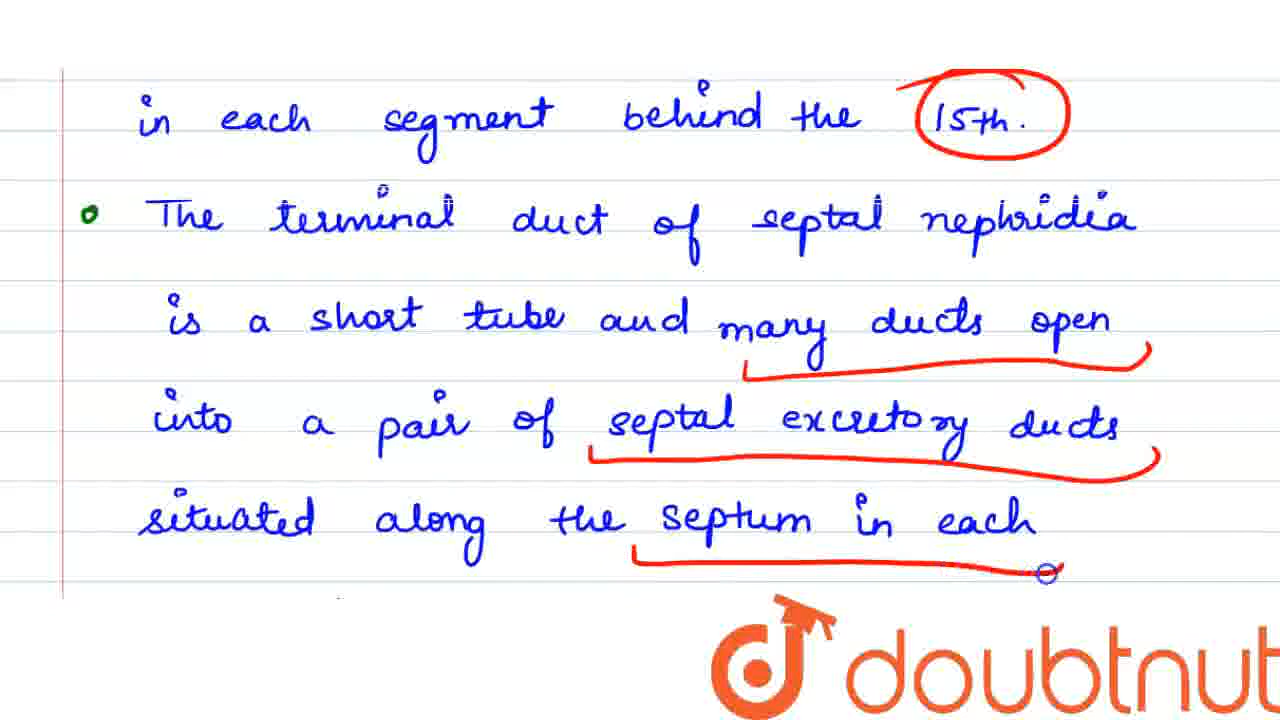 in each segment behind the 15th.
The terminal duct of septal nephridia
is a short tube and many ducts open
into a pair of septal excretory ducts
situated along the septum in each
doubtnut